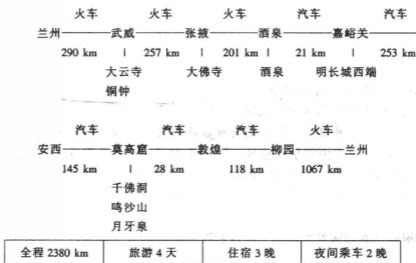 火车 火车 火车 汽车 汽车
兰州 武威 张掖 酒泉 嘉峪关
290 km 257 km 201 km 21 km 253 km
大云寺 大佛寺 酒泉 明长城西端
铜钟
汽车 汽车 汽车 火车
安西 莫高窟 敦煌 柳园 兰州
145 km 28 km 118 km 1067 km
千佛洞
鸣沙山
月牙泉
全程 2380 km 旅游 4 天 住宿 3 晚 夜间乘车 2 晚